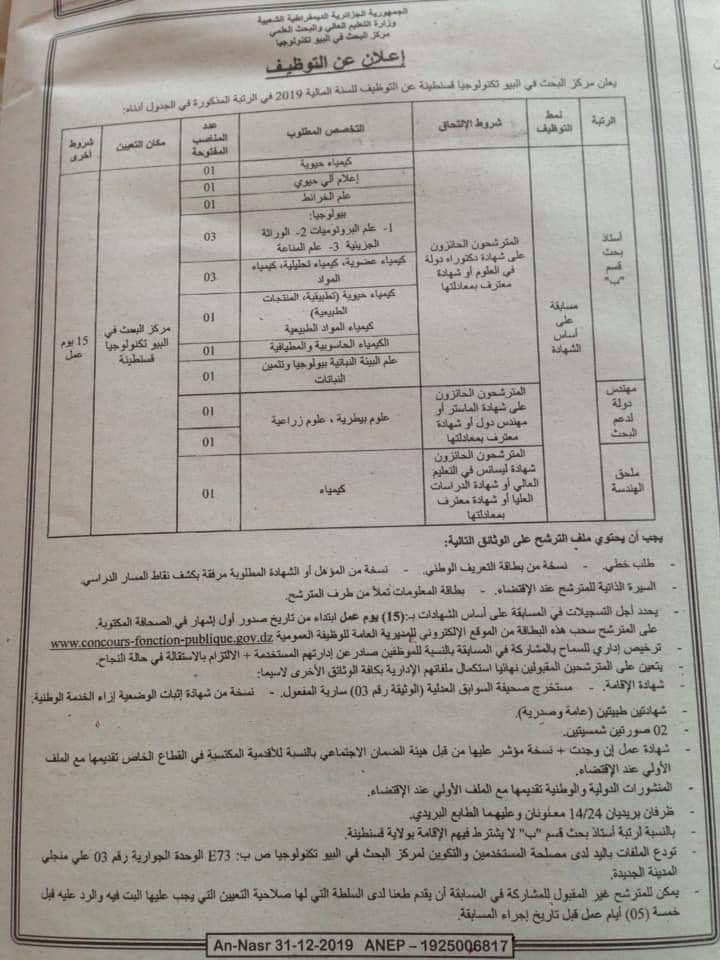 الجمهورية الجزائرية الديمقراطية الشعبية
وزارة التعليم العالي والبحث العلمي
مركز البحث في البيو تكنولوجيا
إعلان عن التوظيف
يعلن مركز البحث في البيو تكنولوجيا قسنطينة عن التوظيف للسنة المالية 2019 في الرتبة المذكورة في الجدول أدناه:
الرتبة
نمط التوظيف
شروط الإلتحاق
التخصص المطلوب
عدد المناصب المفتوحة
مكان التعيين
شروط أخرى
أستاذ بحث قسم "ب"
مسابقة على أساس الشهادة
المترشحون الحائزون على شهادة دكتوراه دولة في العلوم أو شهادة معترف بمعادلتها
كيمياء حيوية
01
إعلام آلي حيوي
01
علم الخرائط
01
بيولوجيا:
1- علم البروتوميات 2- الوراثة
الجزيئية 3- علم المناعة
03
كيمياء عضوية، كيمياء تحليلية، كيمياء
المواد
03
كيمياء حيوية (تطبيقية، المنتجات
الطبيعية)
كيمياء المواد الطبيعية
01
الكيمياء الحاسوبية والمطيافية
01
علم البيئة النباتية بيولوجيا وتثمين
النباتات
01
مركز البحث في البيو تكنولوجيا قسنطينة
15 يوم عمل
مهندس دولة لدعم البحث
المترشحون الحائزون على شهادة الماستر أو مهندس دول أو شهادة معترف بمعادلتها
علوم بيطرية ، علوم زراعية
01
01
ملحق الهندسة
المترشحون الحائزون شهادة ليسانس في التعليم العالي أو شهادة الدراسات العليا أو شهادة معترف بمعادلتها
كيمياء
01
يجب أن يحتوي ملف الترشح على الوثائق التالية:
- طلب خطي. - نسخة من بطاقة التعريف الوطني. - نسخة من المؤهل أو الشهادة المطلوبة مرفقة بكشف نقاط المسار الدراسي.
- السيرة الذاتية للمترشح عند الإقتضاء. - بطاقة المعلومات تملأ من طرف المترشح.
- يحدد أجل التسجيلات في المسابقة على أساس الشهادات بـ:(15) يوم عمل ابتداء من تاريخ صدور أول إشهار في الصحافة المكتوبة.
على المترشح سحب هذه البطاقة من الموقع الإلكتروني للمديرية العامة للوظيفة العمومية www.concours-fonction-publique.gov.dz
- ترخيص إداري للسماح بالمشاركة في المسابقة بالنسبة للموظفين صادر عن إدارتهم المستخدمة + الالتزام بالاستقالة في حالة النجاح.
- يتعين على المترشحين المقبولين نهائيا استكمال ملفاتهم الإدارية بكافة الوثائق الأخرى لاسيما:
- شهادة الإقامة. - مستخرج صحيفة السوابق العدلية (الوثيقة رقم 03) سارية المفعول. - نسخة من شهادة إثبات الوضعية إزاء الخدمة الوطنية.
- شهادتين طبيتين (عامة وصدرية).
- 02 صورتين شمسيتين.
- شهادة عمل إن وجدت + نسخة مؤشر عليها من قبل هيئة الضمان الاجتماعي بالنسبة للأقدمية المكتسبة في القطاع الخاص تقديمها مع الملف
الأولي عند الإقتضاء.
- المنشورات الدولية والوطنية تقديمها مع الملف الأولي عند الإقتضاء.
- ظرفان بريديان 14/24 معنونان وعليهما الطابع البريدي.
- بالنسبة لرتبة أستاذ بحث قسم "ب" لا يشترط فيهم الإقامة بولاية قسنطينة.
- تودع الملفات باليد لدى مصلحة المستخدمين والتكوين لمركز البحث في البيو تكنولوجيا ص ب: E73 الوحدة الجوارية رقم 03 علي منجلي
المدينة الجديدة.
- يمكن للمترشح غير المقبول للمشاركة في المسابقة أن يقدم طعنا لدى السلطة التي لها صلاحية التعيين التي يجب عليها البت فيه والرد عليه قبل
خمسة (05) أيام عمل قبل تاريخ إجراء المسابقة.
An-Nasr 31-12-2019 ANEP – 1925006817